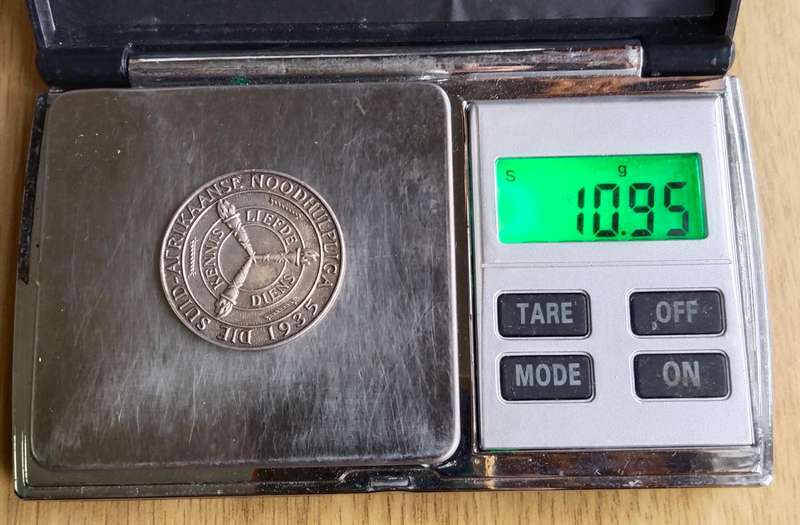 DIE SUID-AFRIKAANSE NOODHULPLIGA 1935
KENNIS LIEFDE DIENS
S g
10.95
TARE OFF
MODE ON